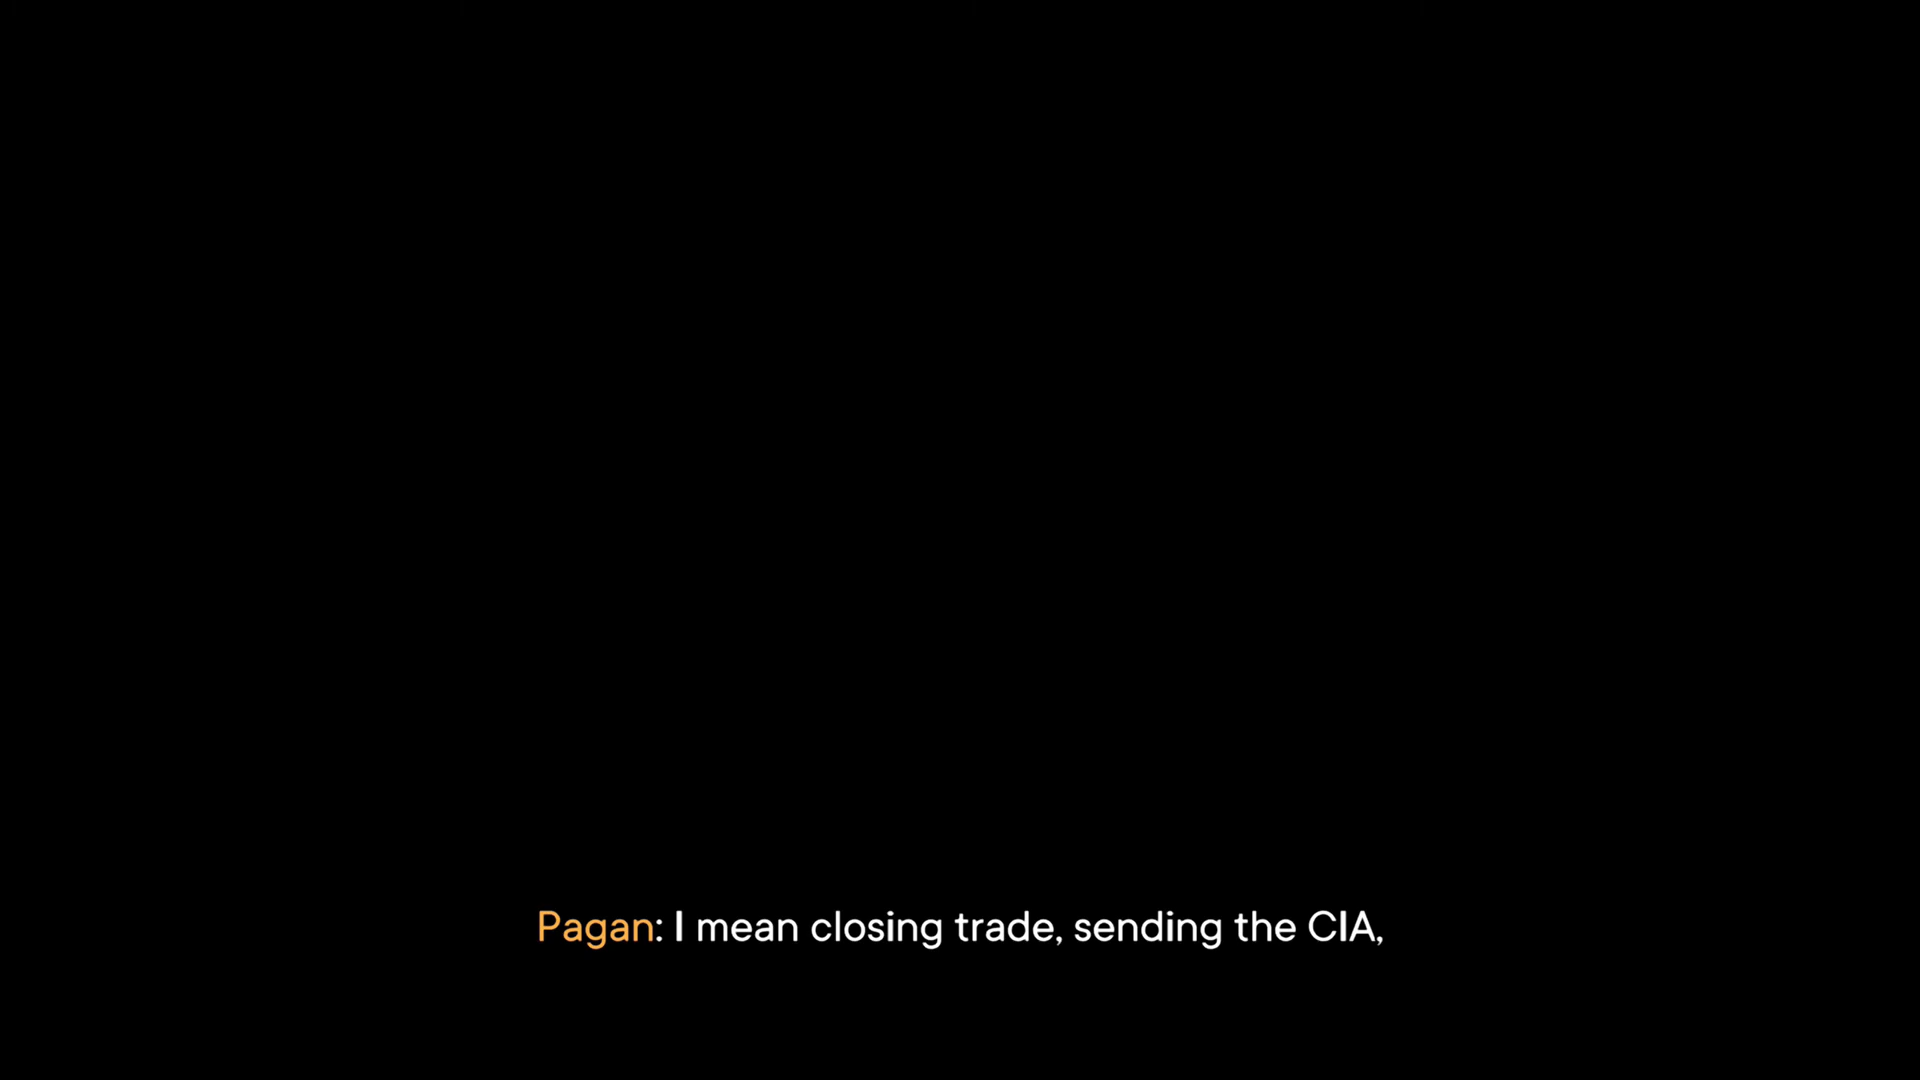 Pagan: I mean closing trade, sending the CIA,